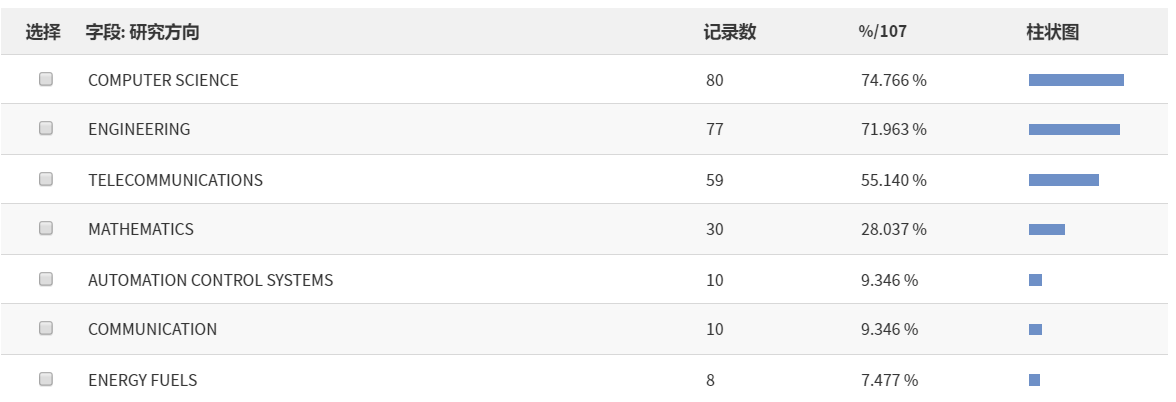 选择 字段: 研究方向 记录数 %/107 柱状图
COMPUTER SCIENCE 80 74.766 %
ENGINEERING 77 71.963 %
TELECOMMUNICATIONS 59 55.140 %
MATHEMATICS 30 28.037 %
AUTOMATION CONTROL SYSTEMS 10 9.346 %
COMMUNICATION 10 9.346 %
ENERGY FUELS 8 7.477 %